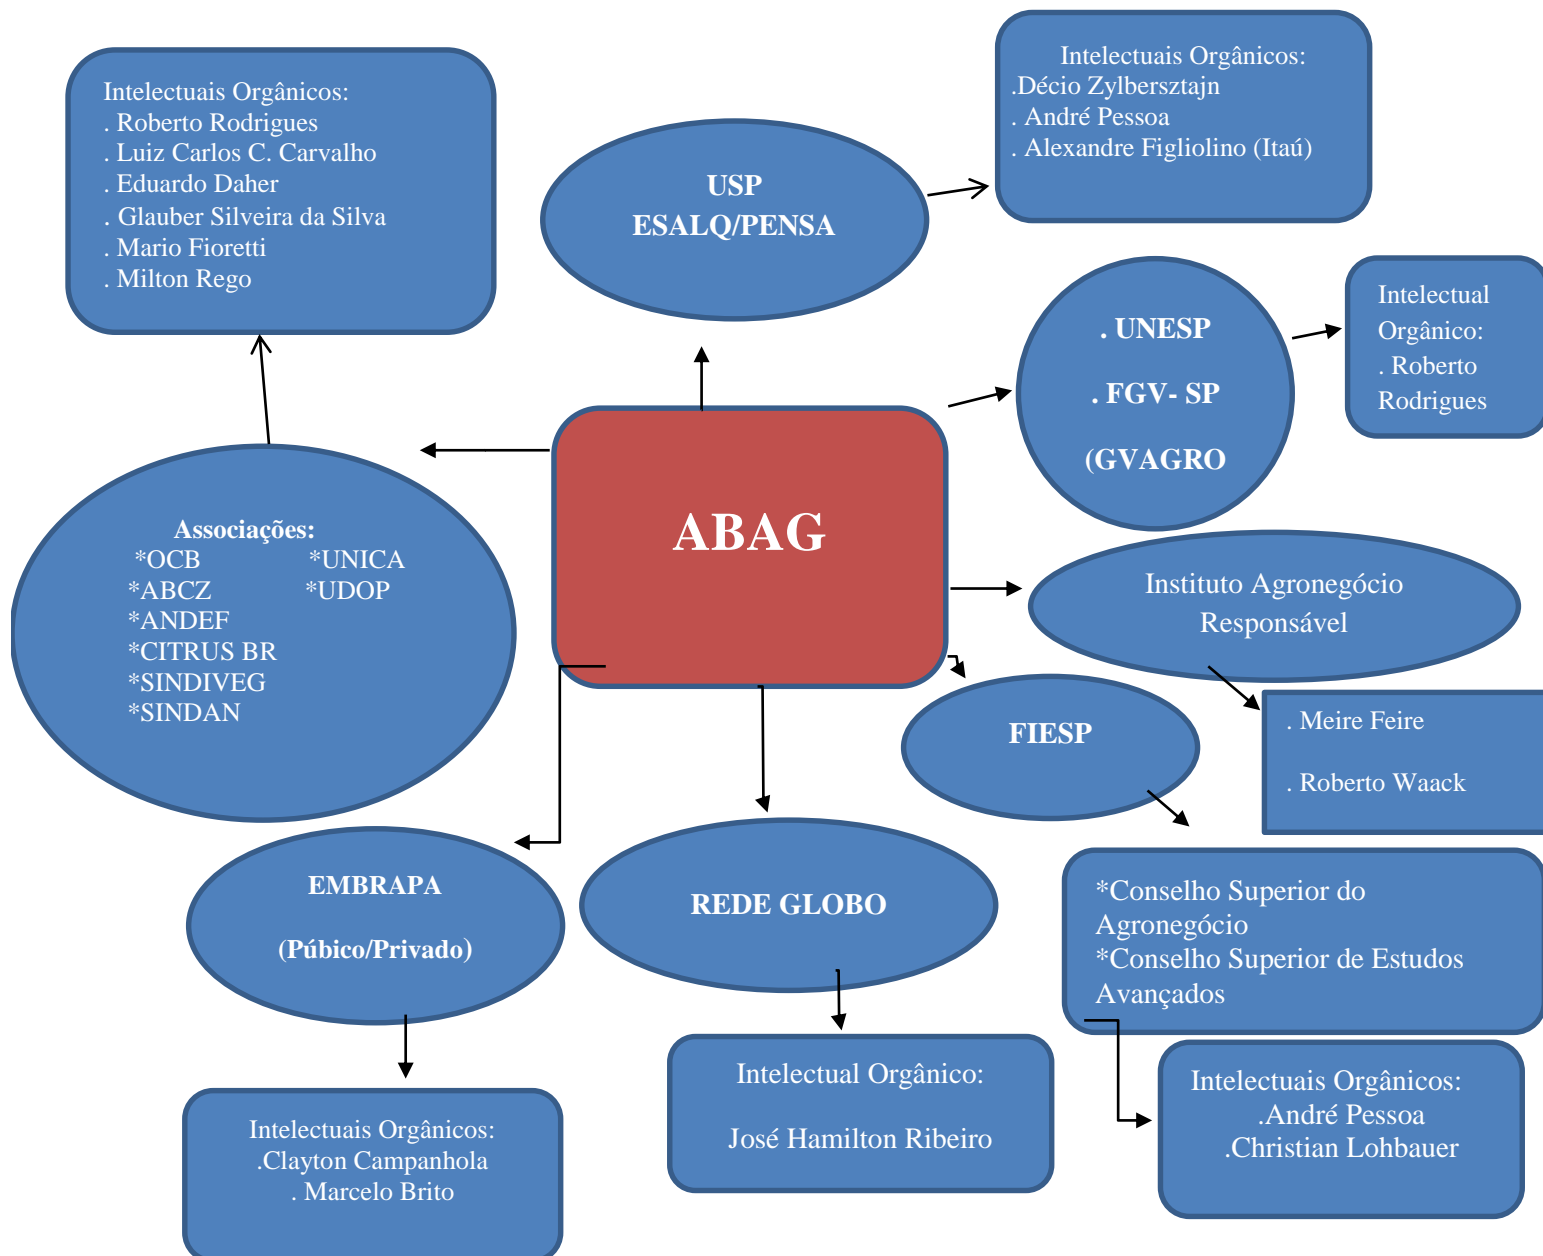 Intelectuais Orgânicos:
. Roberto Rodrigues
. Luiz Carlos C. Carvalho
. Eduardo Daher
. Glauber Silveira da Silva
. Mario Fioretti
. Milton Rego
USP
ESALQ/PENSA
Intelectuais Orgânicos:
.Décio Zylbersztajn
. André Pessoa
. Alexandre Figliolino (Itaú)
. UNESP
. FGV- SP
(GVAGRO
Intelectual
Orgânico:
. Roberto
Rodrigues
ABAG
Associações:
*OCB *UNICA
*ABCZ *UDOP
*ANDEF
*CITRUS BR
*SINDIVEG
*SINDAN
Instituto Agronegócio
Responsável
. Meire Feire
. Roberto Waack
FIESP
*Conselho Superior do
Agronegócio
*Conselho Superior de Estudos
Avançados
Intelectuais Orgânicos:
.André Pessoa
.Christian Lohbauer
REDE GLOBO
Intelectual Orgânico:
José Hamilton Ribeiro
EMBRAPA
(Púbico/Privado)
Intelectuais Orgânicos:
.Clayton Campanhola
. Marcelo Brito